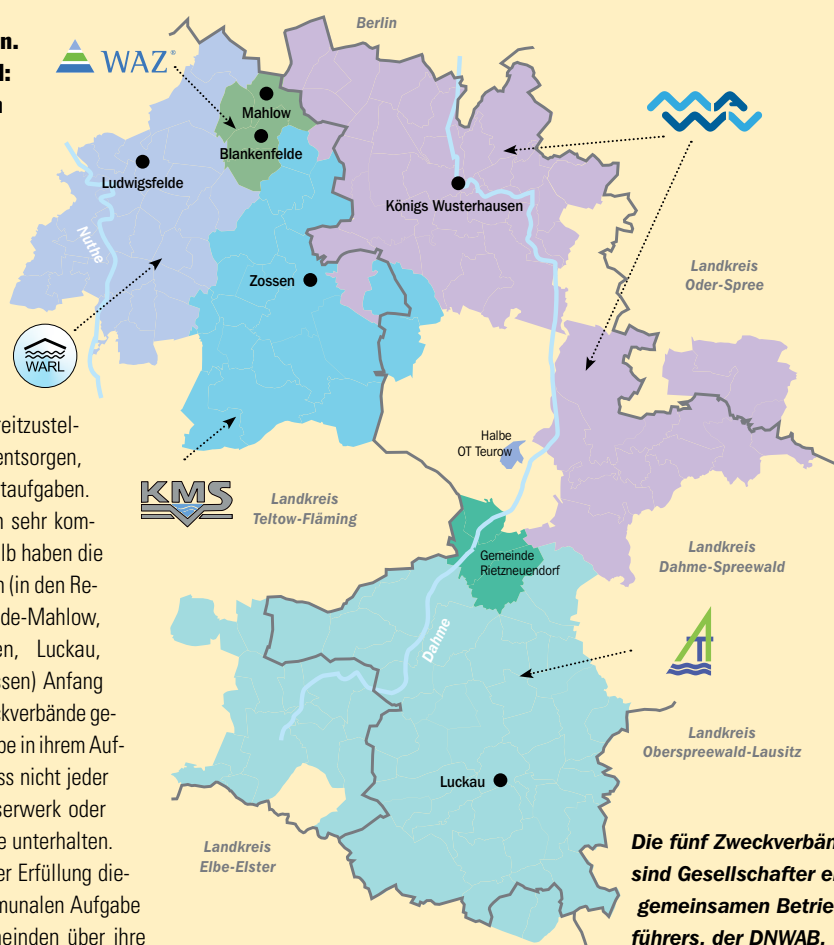 Berlin
n.
l:
n
WAZ®
Mahlow
Blankenfelde
Ludwigsfelde
Königs Wusterhausen
Nuthe
Zossen
Landkreis
Oder-Spree
WARL
Halbe
OT Teurow
KMS
Landkreis
Teltow-Fläming
reitzustel-
entsorgen,
taufgaben.
n sehr kom-
lb haben die
n (in den Re-
de-Mahlow,
en, Luckau,
ssen) Anfang
ckverbände ge-
be in ihrem Auf-
ss nicht jeder
serwerk oder
e unterhalten.
er Erfüllung die-
munalen Aufgabe
neinden über ihre
Gemeinde
Rietzneuendorf
Landkreis
Dahme-Spreewald
Dahme
Landkreis
Oberspreewald-Lausitz
Luckau
Landkreis
Elbe-Elster
Die fünf Zweckverbän
sind Gesellschafter e
gemeinsamen Betrie
führers, der DNWAB.